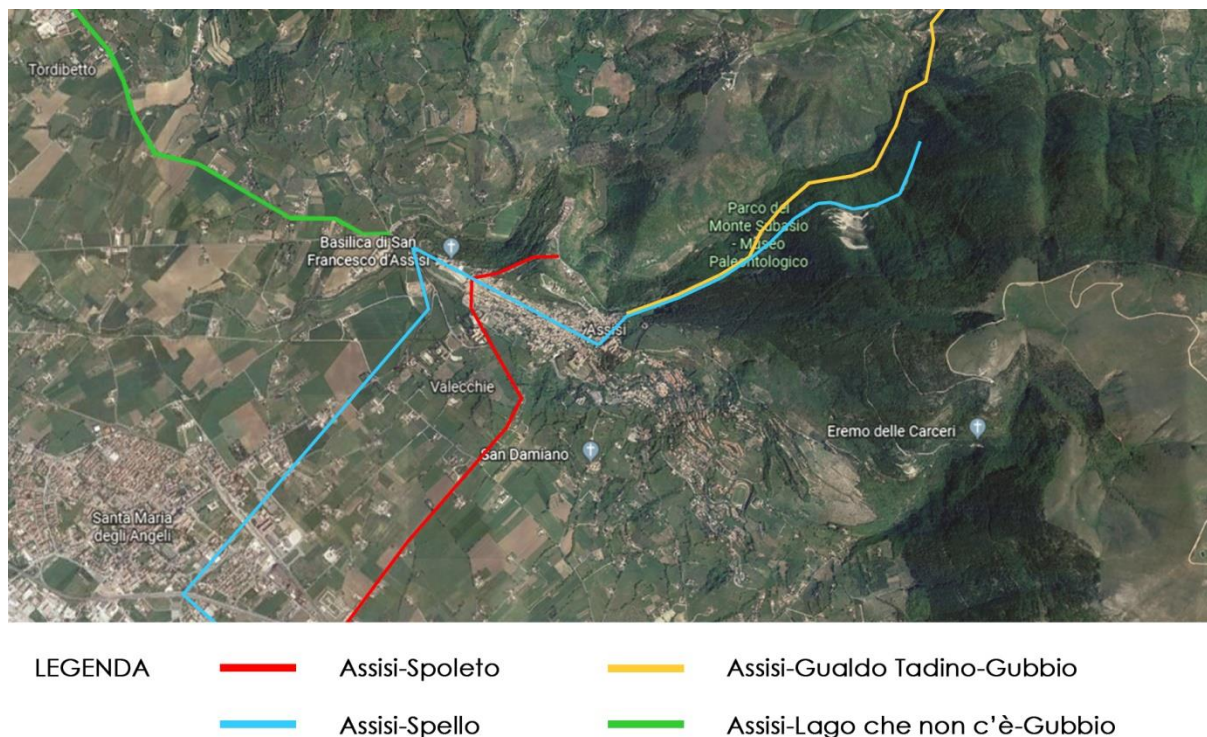 Tordibetto
Basilica di San
Francesco d'Assisi
Parco del
Monte Subasio
- Museo
Paleontologico
Assisi
Valecchie
Eremo delle Carceri
San Damiano
Santa Maria
degli Angeli
LEGENDA
Assisi-Spoleto
Assisi-Gualdo Tadino-Gubbio
Assisi-Spello
Assisi-Lago che non c'è-Gubbio